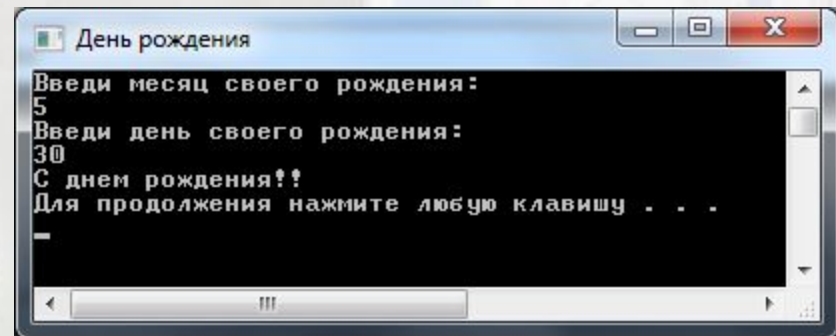 День рождения
Введи месяц своего рождения:
5
Введи день своего рождения:
30
С днем рождения!!
Для продолжения нажмите любую клавишу . . .